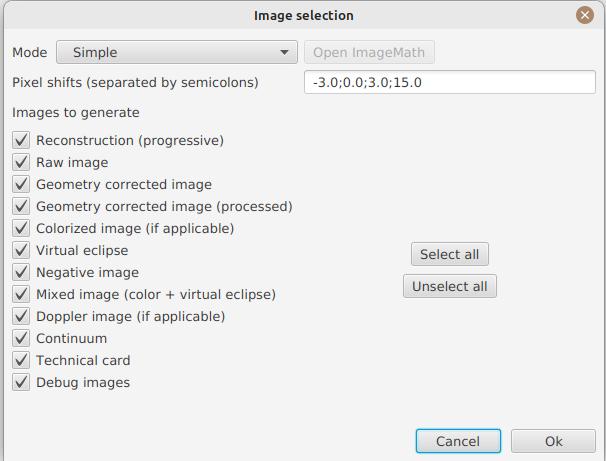 Image selection
Mode Simple Open ImageMath
Pixel shifts (separated by semicolons) -3.0;0.0;3.0;15.0
Images to generate
Reconstruction (progressive)
Raw image
Geometry corrected image
Geometry corrected image (processed)
Colorized image (if applicable)
Virtual eclipse
Select all
Negative image
Unselect all
Mixed image (color + virtual eclipse)
Doppler image (if applicable)
Continuum
Technical card
Debug images
Cancel Ok